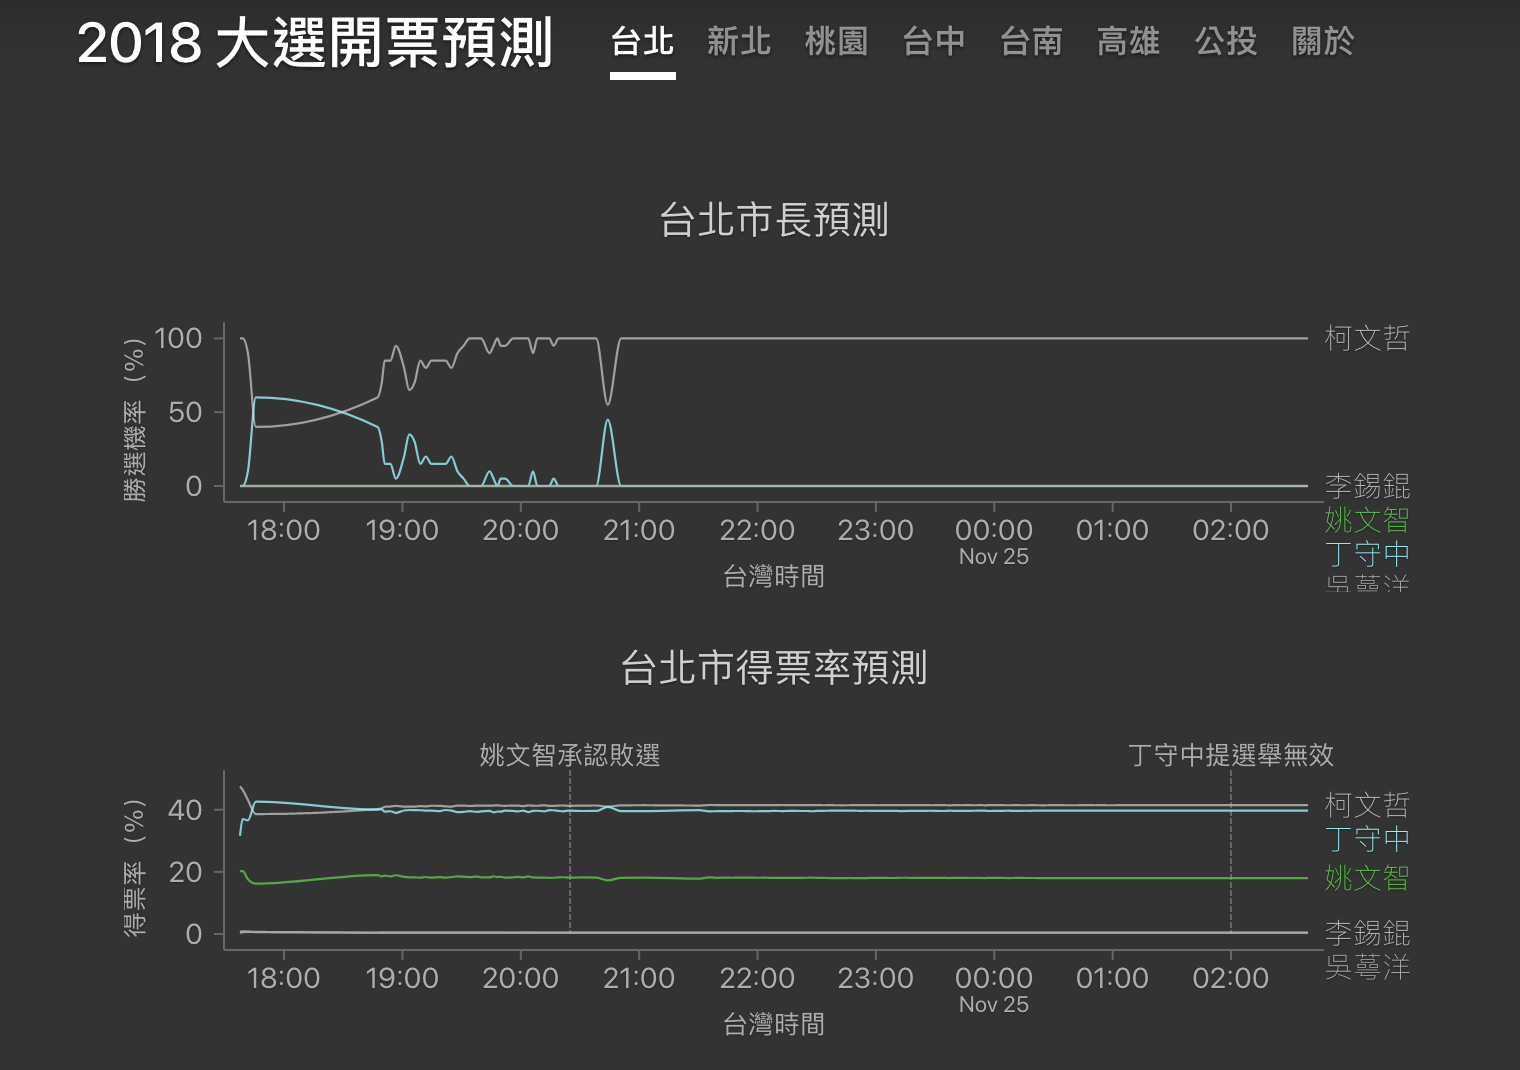 2018 大選開票預測
台北 新北 桃園 台中 台南 高雄 公投 關於
台北市長預測
勝選機率 (%)
100
50
0
柯文哲
李錫錕
姚文智
丁守中
吳蕚洋
18:00 19:00 20:00 21:00 22:00 23:00 00:00 01:00 02:00
Nov 25
台灣時間
台北市得票率預測
姚文智承認敗選
丁守中提選舉無效
得票率 (%)
40
20
0
柯文哲
丁守中
姚文智
李錫錕
吳蕚洋
18:00 19:00 20:00 21:00 22:00 23:00 00:00 01:00 02:00
Nov 25
台灣時間